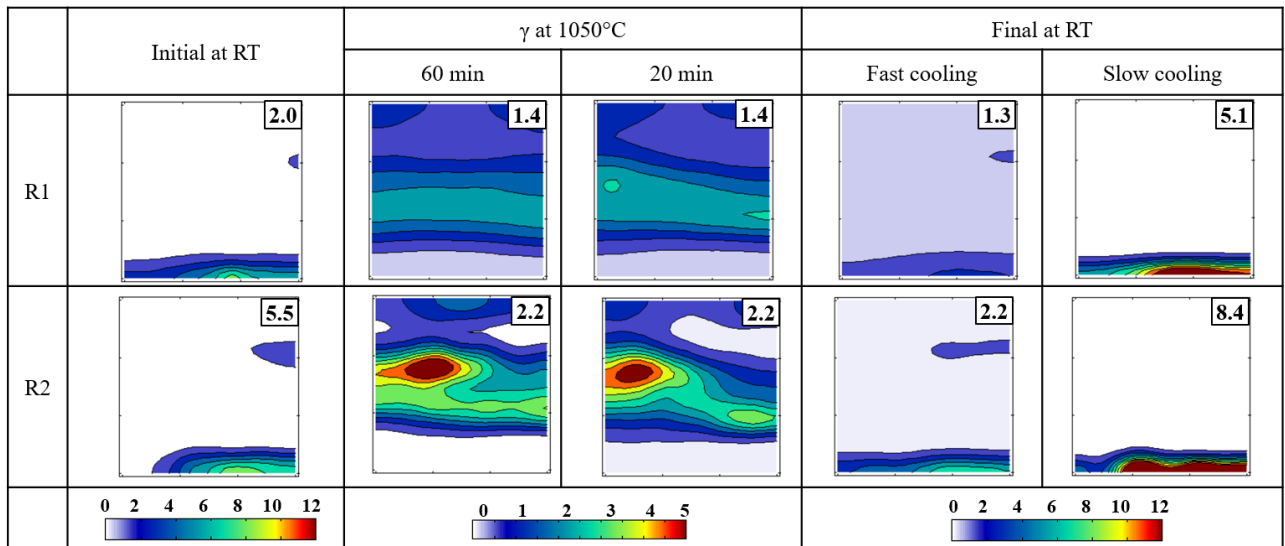 Initial at RT
γ at 1050°C
Final at RT
60 min
20 min
Fast cooling
Slow cooling
R1
2.0
1.4
1.4
1.3
5.1
R2
5.5
2.2
2.2
2.2
8.4
0 2 4 6 8 10 12
0 1 2 3 4 5
0 2 4 6 8 10 12